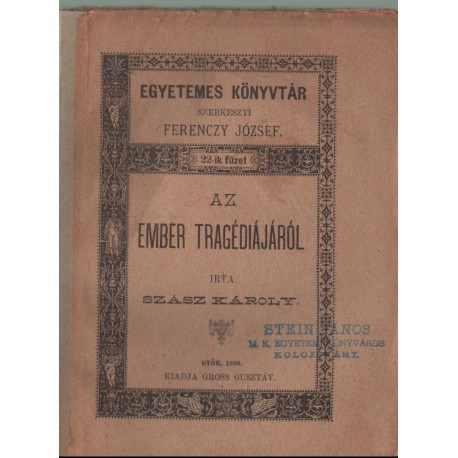 EGYETEMES KÖNYVTÁR
SZERKESZTI
FERENCZY JÓZSEF.
22-ik füzet
AZ
EMBER TRAGÉDIÁJÁRÓL
IRTA
SZÁSZ KÁROLY.
STEIN JÁNOS
M. K. EGYETEMI KÖNYVÁRUS
KOLOZSVÁRT.
GYŐR, 1889.
KIADJA GROSS GUSZTÁV.